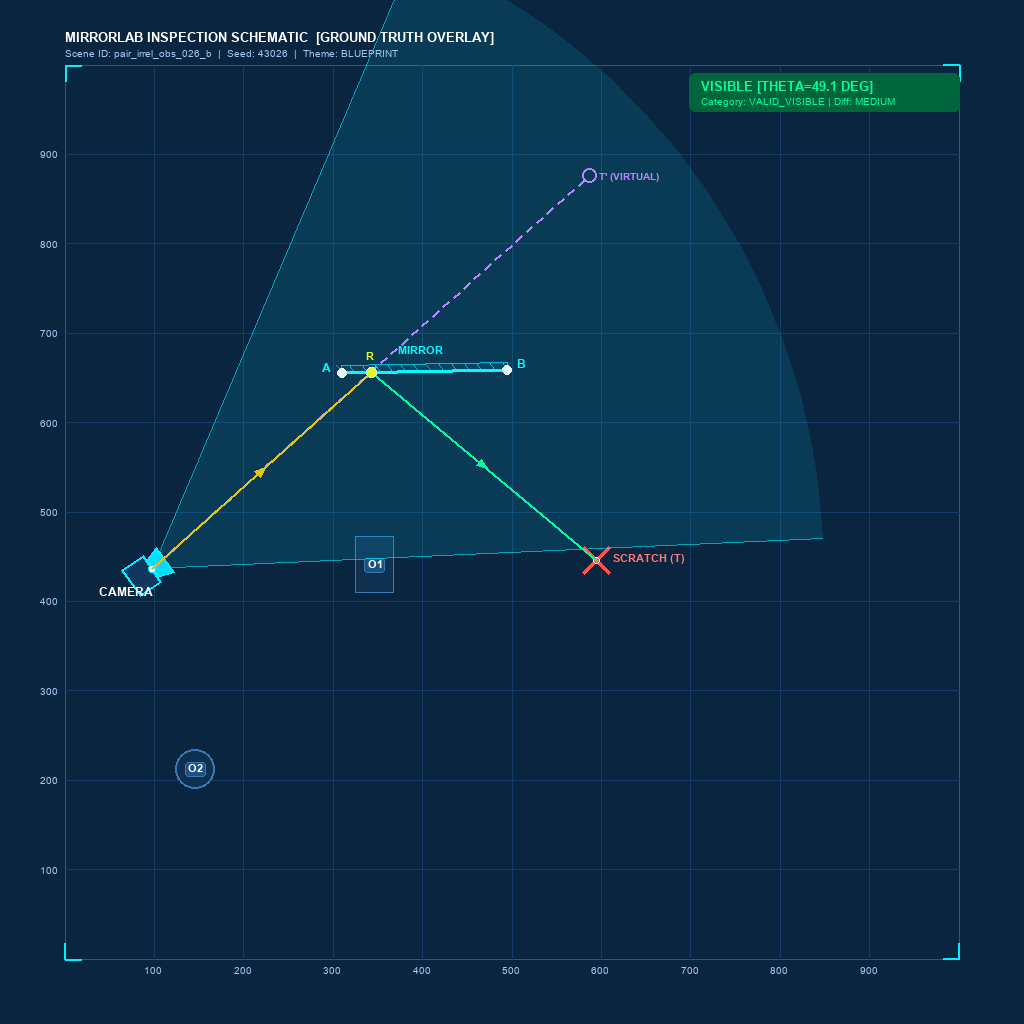 MIRRORLAB INSPECTION SCHEMATIC [GROUND TRUTH OVERLAY]
Scene ID: pair_irrel_obs_026_b | Seed: 43026 | Theme: BLUEPRINT
VISIBLE [THETA=49.1 DEG]
Category: VALID_VISIBLE | Diff: MEDIUM
900
T' (VIRTUAL)
800
700
R
MIRROR
A
B
600
500
O1
SCRATCH (T)
CAMERA
400
300
O2
200
100
100 200 300 400 500 600 700 800 900